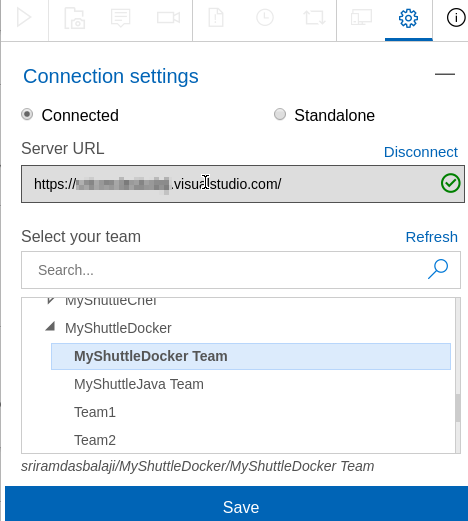 Connection settings
Connected Standalone
Server URL
Disconnect
https:// .visualstudio.com/
Select your team Refresh
Search...
MyShuttleChef
MyShuttleDocker
MyShuttleDocker Team
MyShuttleJava Team
Team1
Team2
sriramdasbalaji/MyShuttleDocker/MyShuttleDocker Team
Save